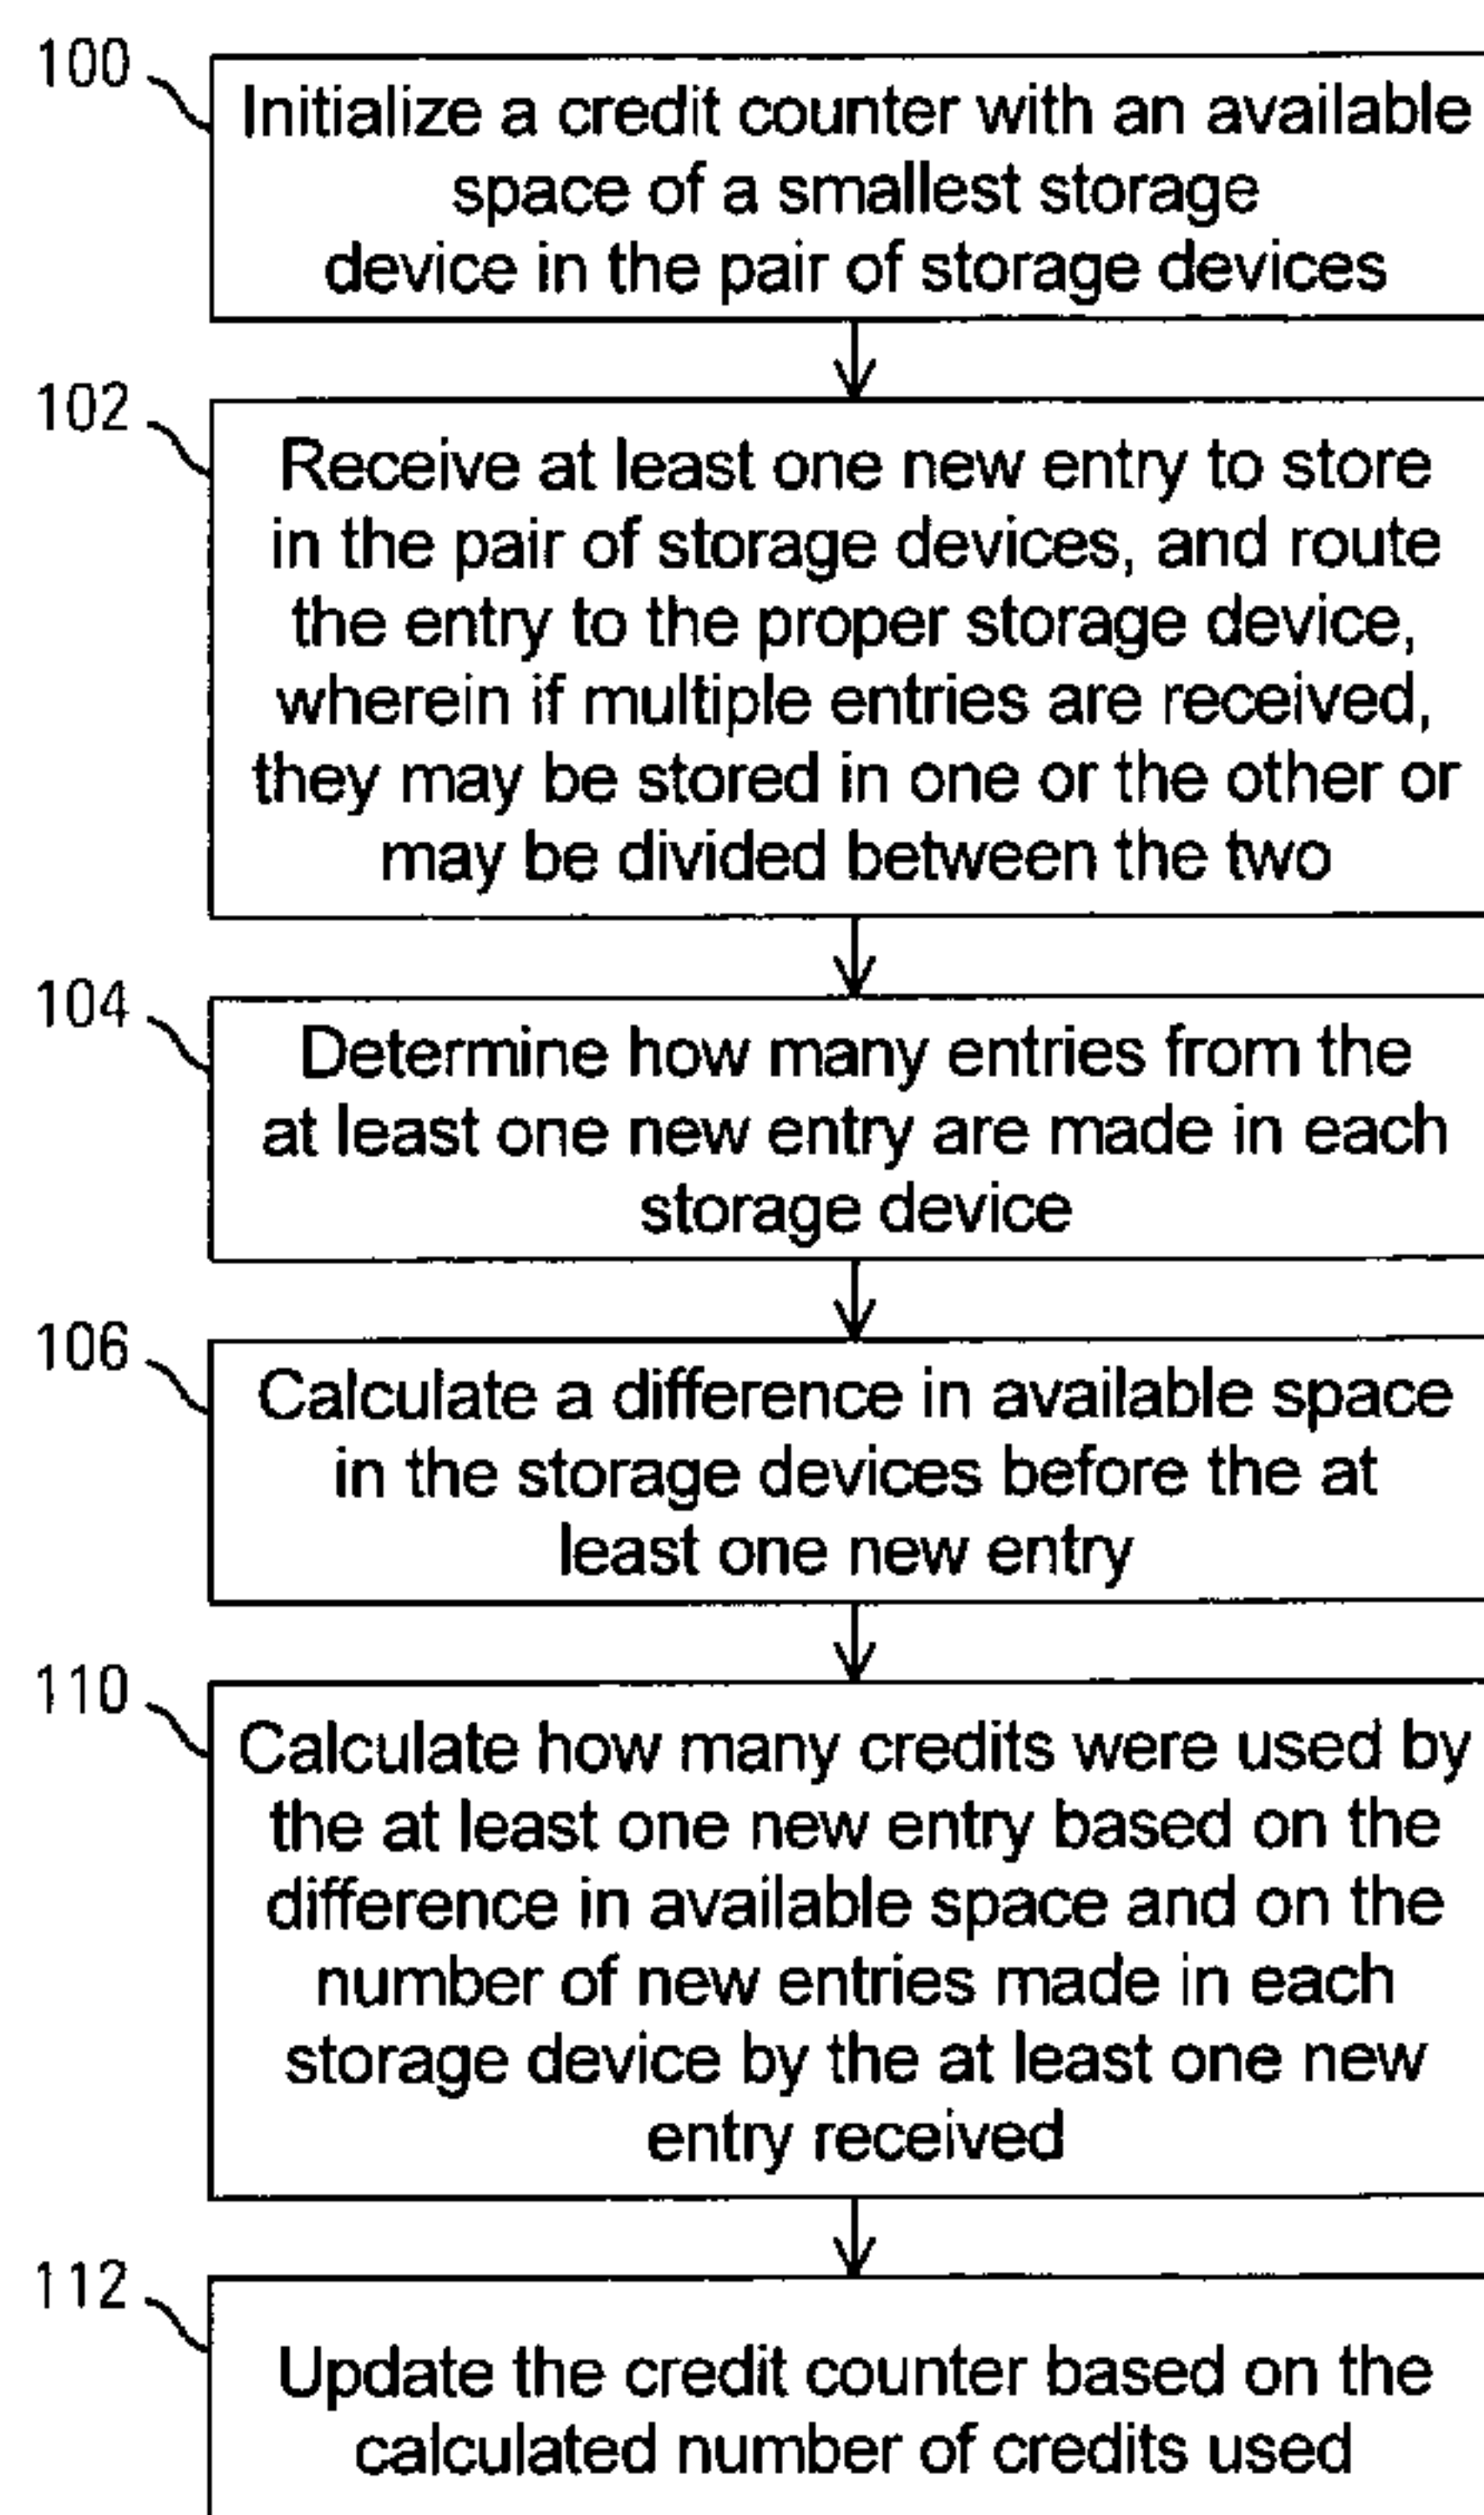 100
Initialize a credit counter with an available
space of a smallest storage
device in the pair of storage devices
102
Receive at least one new entry to store
in the pair of storage devices, and route
the entry to the proper storage device,
wherein if multiple entries are received,
they may be stored in one or the other or
may be divided between the two
104
Determine how many entries from the
at least one new entry are made in each
storage device
106
Calculate a difference in available space
in the storage devices before the at
least one new entry
110
Calculate how many credits were used by
the at least one new entry based on the
difference in available space and on the
number of new entries made in each
storage device by the at least one new
entry received
112
Update the credit counter based on the
calculated number of credits used